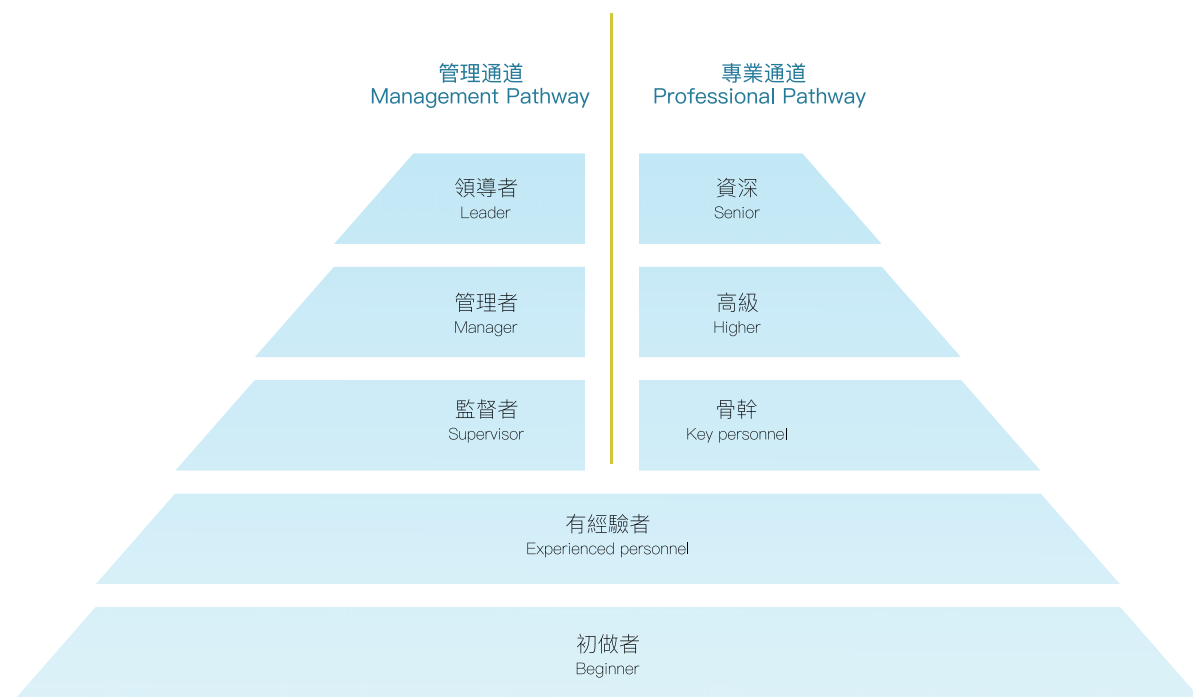 管理通道
Management Pathway
專業通道
Professional Pathway
領導者
Leader
資深
Senior
管理者
Manager
高級
Higher
監督者
Supervisor
骨幹
Key personnel
有經驗者
Experienced personnel
初做者
Beginner